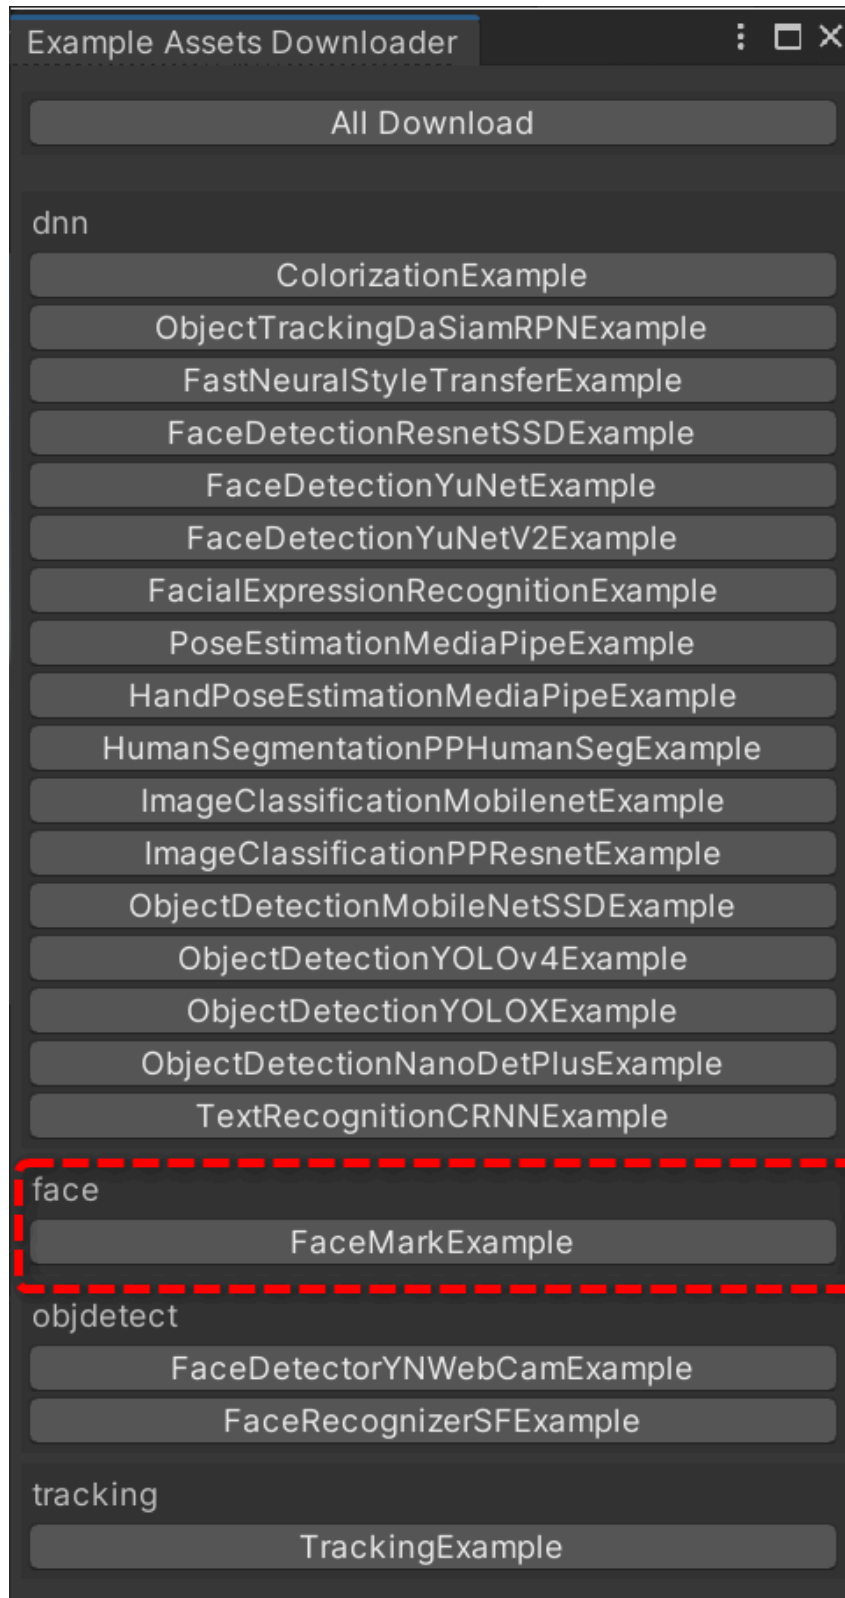 Example Assets Downloader
All Download
dnn
ColorizationExample
ObjectTrackingDaSiamRPNExample
FastNeuralStyleTransferExample
FaceDetectionResnetSSDExample
FaceDetectionYuNetExample
FaceDetectionYuNetV2Example
FacialExpressionRecognitionExample
PoseEstimationMediaPipeExample
HandPoseEstimationMediaPipeExample
HumanSegmentationPPHumanSegExample
ImageClassificationMobilenetExample
ImageClassificationPPResnetExample
ObjectDetectionMobileNetSSDExample
ObjectDetectionYOLOv4Example
ObjectDetectionYOLOXExample
ObjectDetectionNanoDetPlusExample
TextRecognitionCRNNExample
face
FaceMarkExample
objdetect
FaceDetectorYNWebCamExample
FaceRecognizerSFExample
tracking
TrackingExample